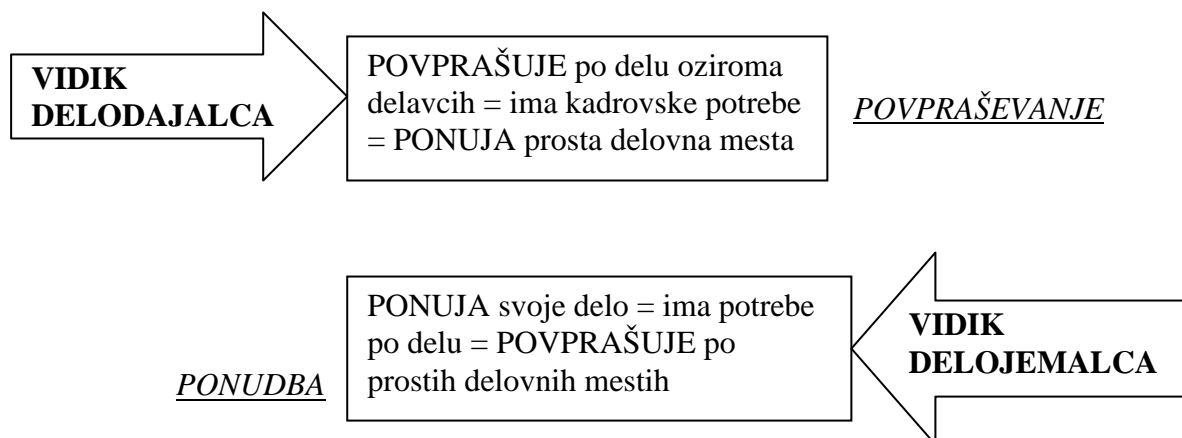 VIDIK
DELODAJALCA
POVPRAŠUJE po delu oziroma
delavcih = ima kadrovske potrebe
= PONUJA prosta delovna mesta
POVPRAŠEVANJE
PONUDBA
PONUJA svoje delo = ima potrebe
po delu = POVPRAŠUJE po
prostih delovnih mestih
VIDIK
DELOJEMALCA